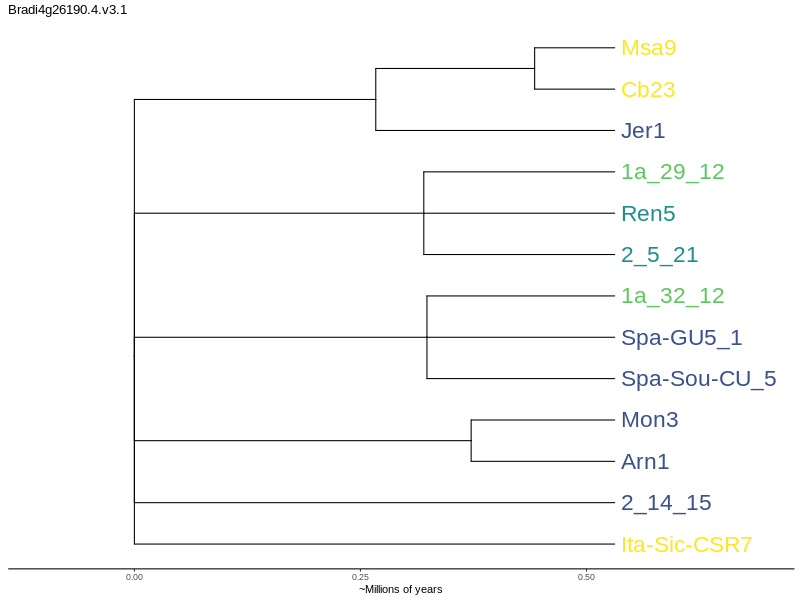 Bradi4g26190.4.v3.1
Msa9
Cb23
Jer1
1a_29_12
Ren5
2_5_21
1a_32_12
Spa-GU5_1
Spa-Sou-CU_5
Mon3
Arn1
2_14_15
Ita-Sic-CSR7
0.00 0.25 0.50
~Millions of years